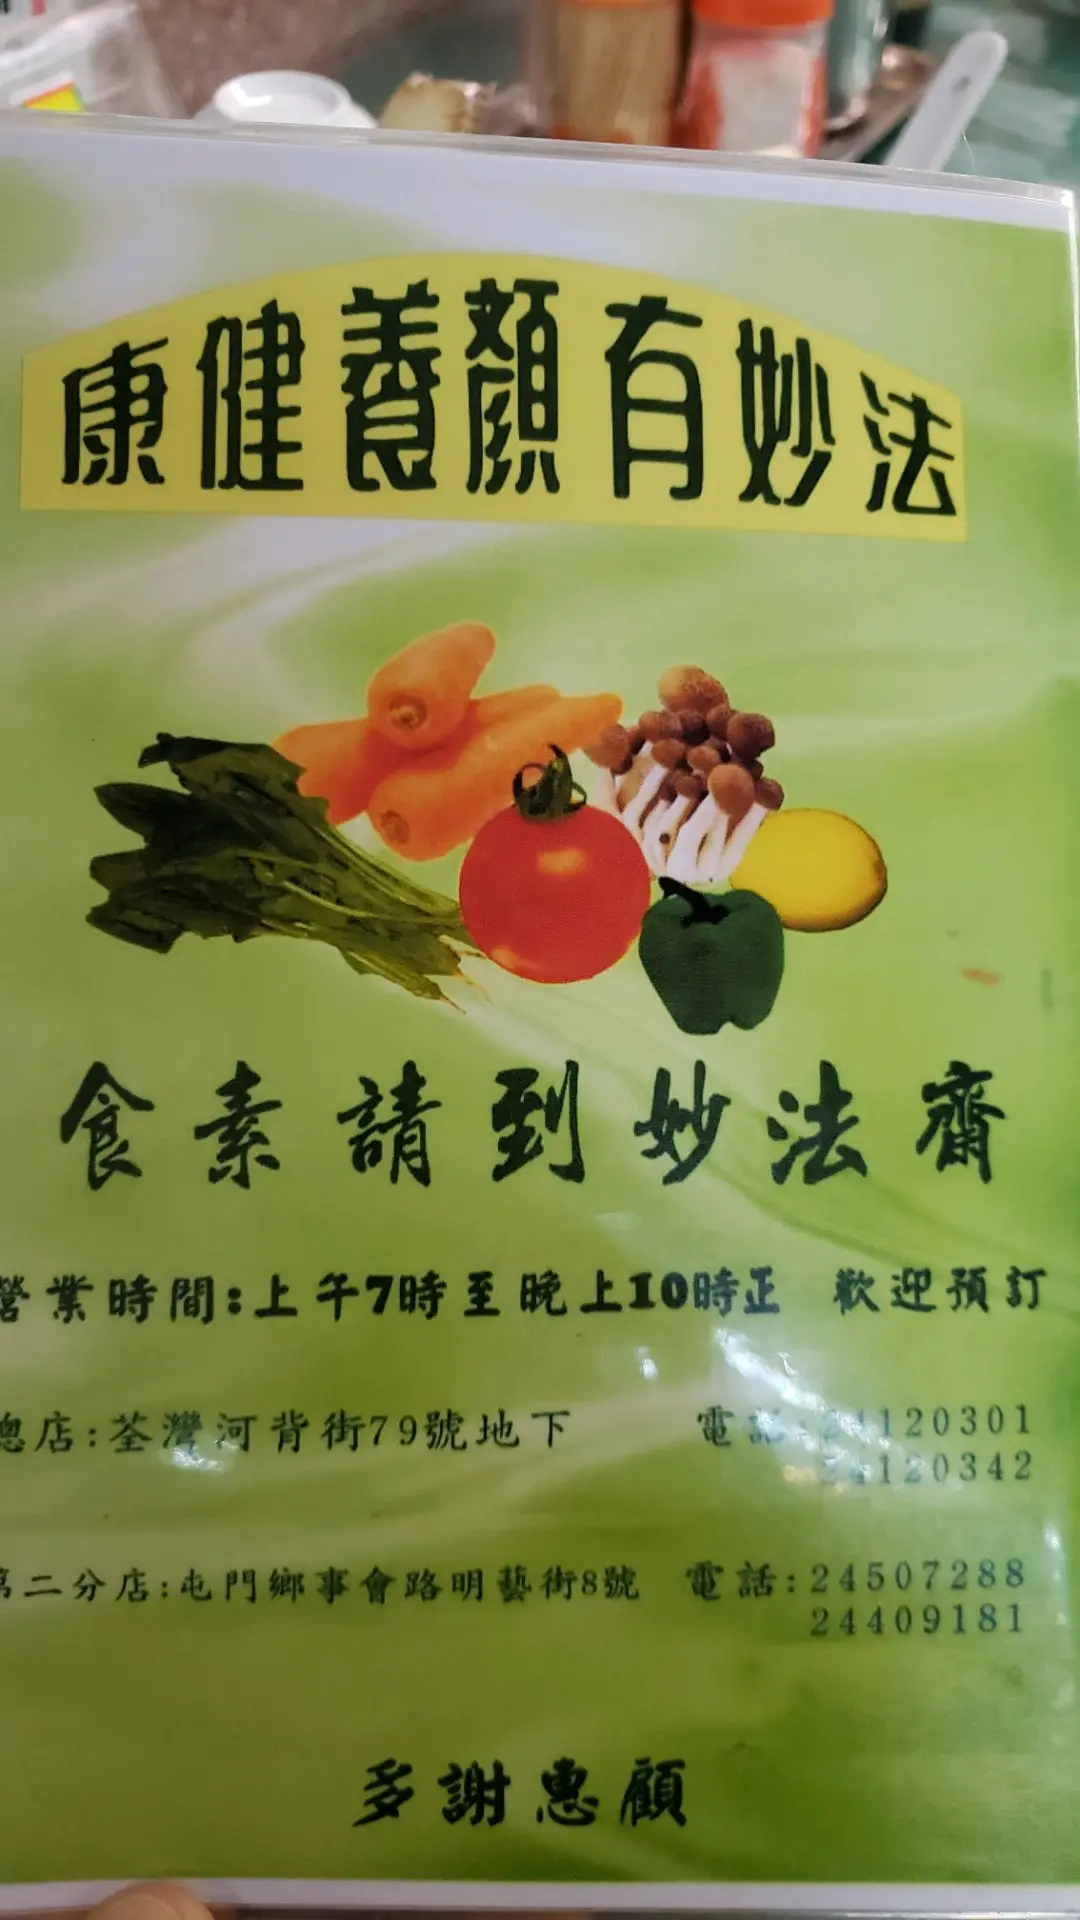 康健養顏有妙法
食素請到妙法齋
營業時間:上午7時至晚上10時正 歡迎預訂
總店:荃灣河背街79號地下 電話:24120301
24120342
第二分店:屯門鄉事會路明藝街8號 電話:24507288
24409181
多謝惠顧